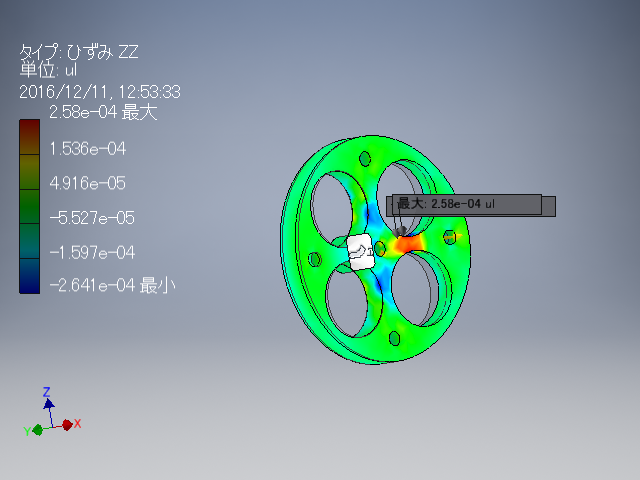 タイプ: ひずみ ZZ
単位: ul
2016/12/11, 12:53:33
2.58e-04 最大
1.536e-04
4.916e-05
-5.527e-05
-1.597e-04
-2.641e-04 最小
最大: 2.58e-04 ul
Z
Y
X